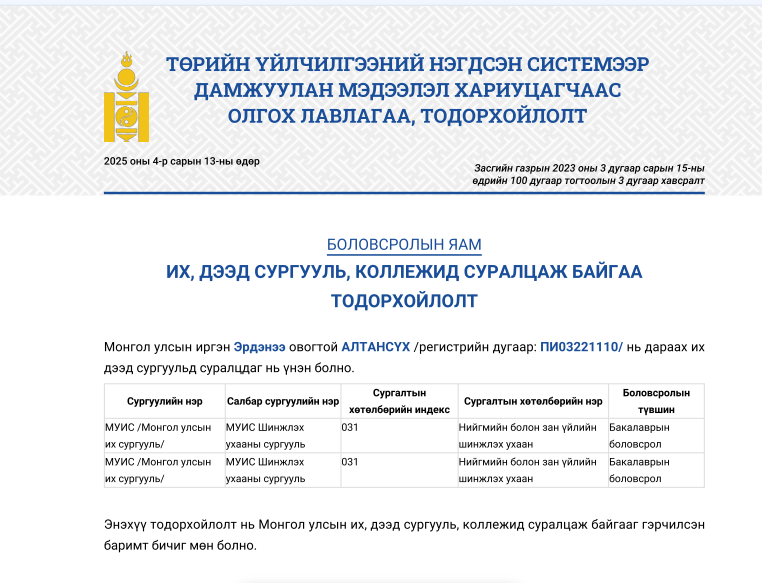 ТӨРИЙН ҮЙЛЧИЛГЭЭНИЙ НЭГДСЭН СИСТЕМЭЭР
ДАМЖУУЛАН МЭДЭЭЛЭЛ ХАРИУЦАГЧААС
ОЛГОХ ЛАВЛАГАА, ТОДОРХОЙЛОЛТ
2025 оны 4-р сарын 13-ны өдөр
Засгийн газрын 2023 оны 3 дугаар сарын 15-ны
өдрийн 100 дугаар тогтоолын 3 дугаар хавсралт
БОЛОВСРОЛЫН ЯАМ
ИХ, ДЭЭД СУРГУУЛЬ, КОЛЛЕЖИД СУРАЛЦАЖ БАЙГАА
ТОДОРХОЙЛОЛТ
Монгол улсын иргэн Эрдэнээ овогтой АЛТАНСҮХ /регистрийн дугаар: ПИ03221110/ нь дараах их
дээд сургуульд суралцдаг нь үнэн болно.
Сургуулийн нэр Салбар сургуулийн нэр Сургалтын хөтөлбөрийн индекс Сургалтын хөтөлбөрийн нэр Боловсролын түвшин
МУИС /Монгол улсын МУИС Шинжлэх 031 Нийгмийн болон зан үйлийн Бакалаврын
их сургууль/ ухааны сургууль шинжлэх ухаан боловсрол
МУИС /Монгол улсын МУИС Шинжлэх 031 Нийгмийн болон зан үйлийн Бакалаврын
их сургууль/ ухааны сургууль шинжлэх ухаан боловсрол
Энэхүү тодорхойлолт нь Монгол улсын их, дээд сургууль, коллежид суралцаж байгааг гэрчилсэн
баримт бичиг мөн болно.